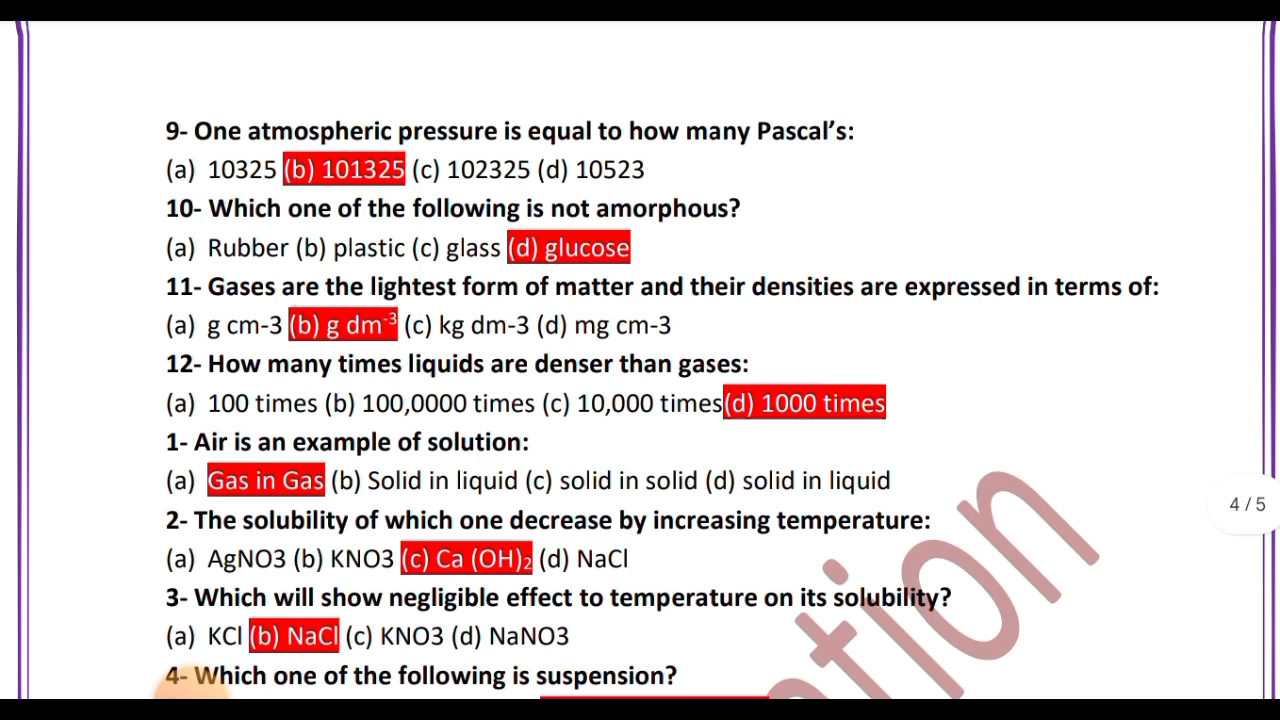 9- One atmospheric pressure is equal to how many Pascal’s:
(a) 10325 (b) 101325 (c) 102325 (d) 10523
10- Which one of the following is not amorphous?
(a) Rubber (b) plastic (c) glass (d) glucose
11- Gases are the lightest form of matter and their densities are expressed in terms of:
(a) g cm-3 (b) g dm⁻³ (c) kg dm-3 (d) mg cm-3
12- How many times liquids are denser than gases:
(a) 100 times (b) 100,0000 times (c) 10,000 times(d) 1000 times
1- Air is an example of solution:
(a) Gas in Gas (b) Solid in liquid (c) solid in solid (d) solid in liquid
2- The solubility of which one decrease by increasing temperature:
(a) AgNO3 (b) KNO3 (c) Ca (OH)₂ (d) NaCl
3- Which will show negligible effect to temperature on its solubility?
(a) KCl (b) NaCl (c) KNO3 (d) NaNO3
4- Which one of the following is suspension?
4 / 5
tion